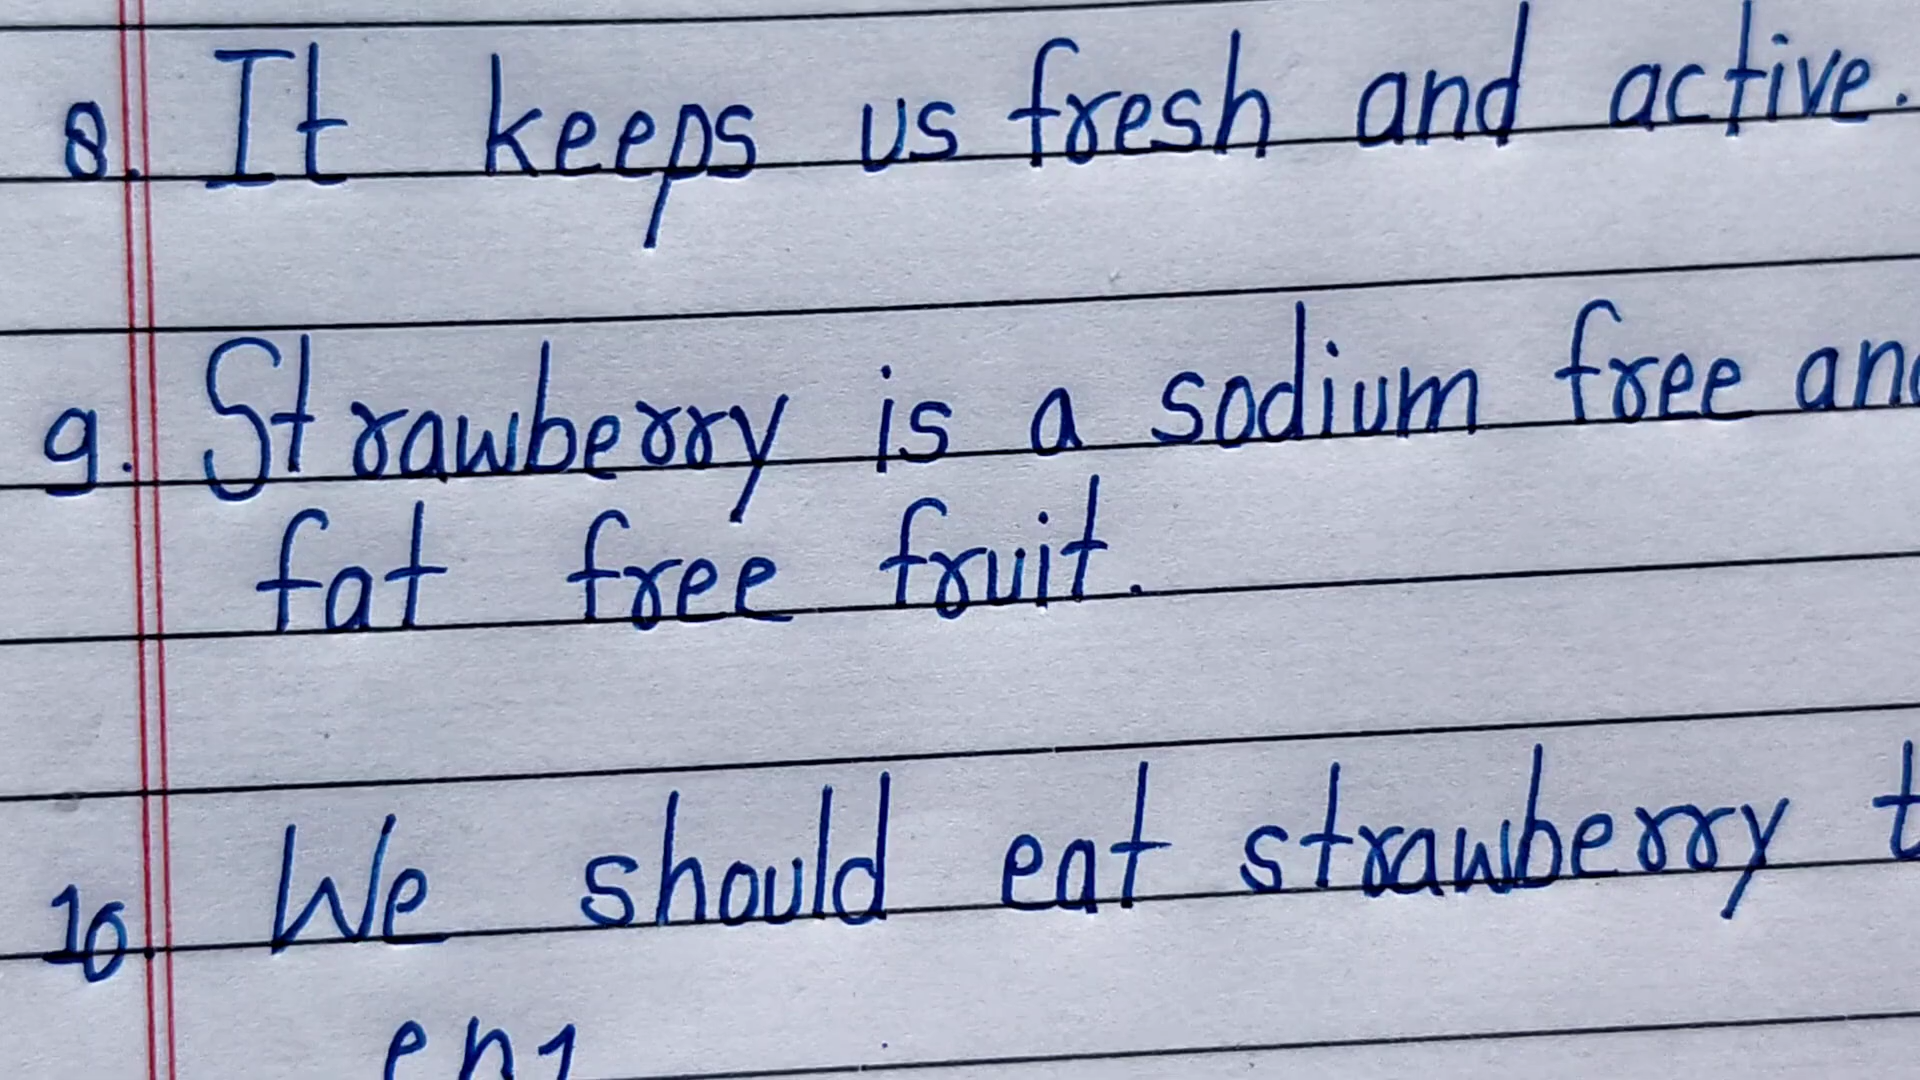 8. It keeps us fresh and active.
9. Strawberry is a sodium free and
fat free fruit.
10. We should eat strawberry